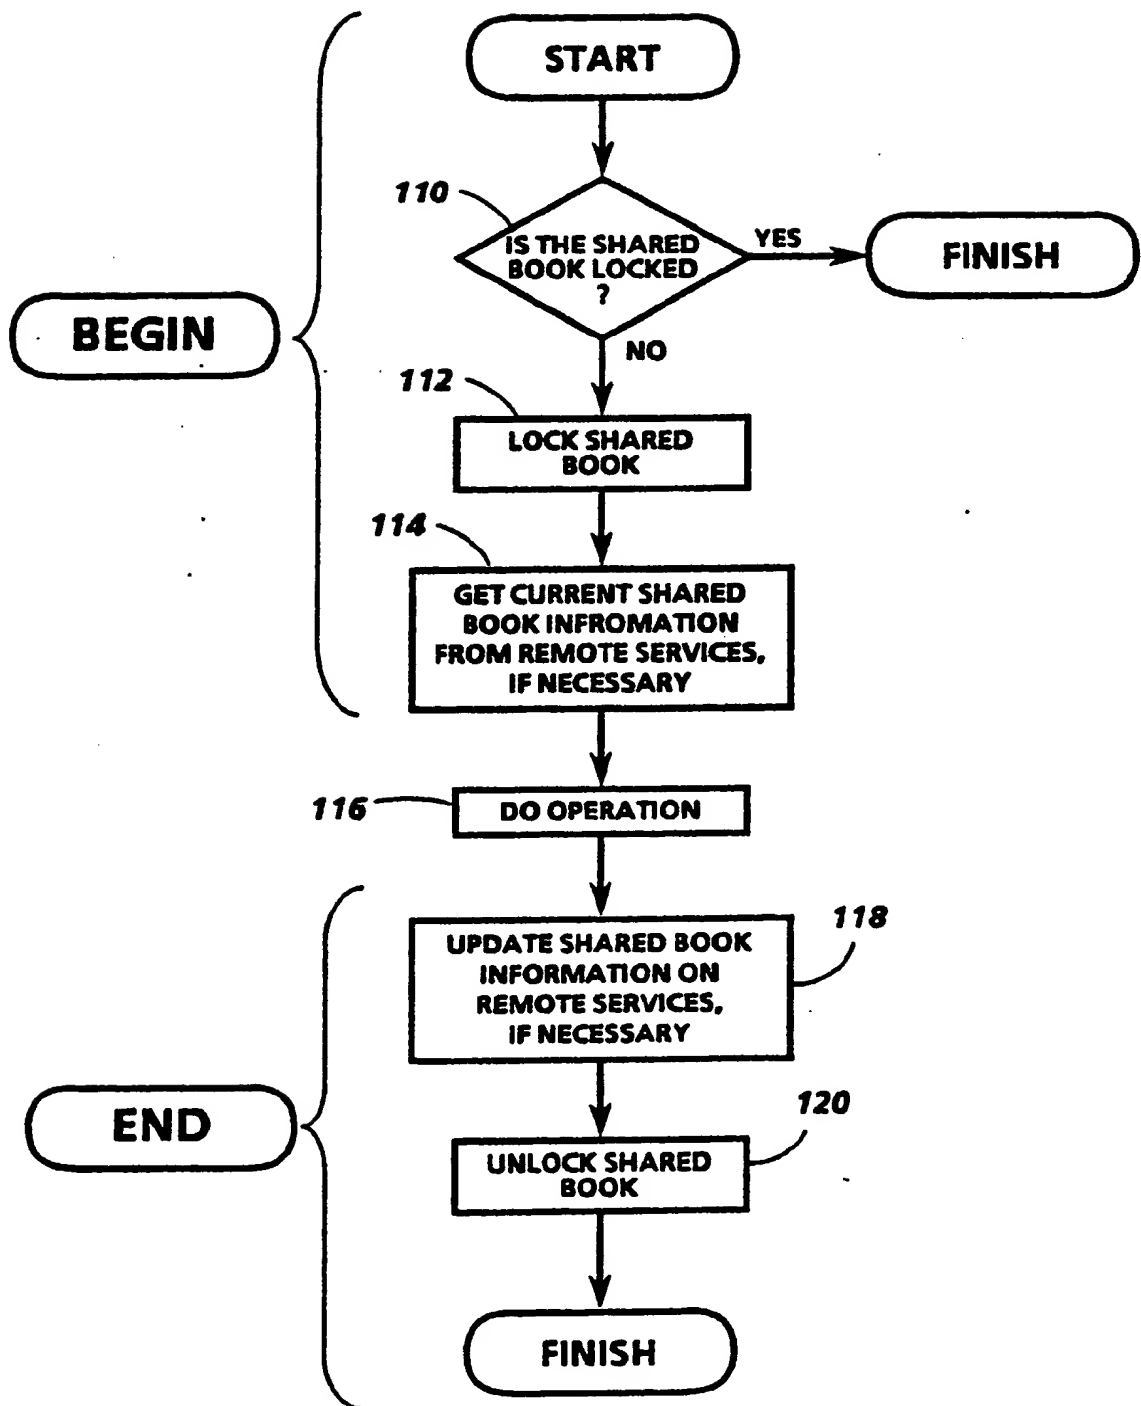 START
110
IS THE SHARED
BOOK LOCKED
?
YES
FINISH
BEGIN
NO
112
LOCK SHARED
BOOK
114
GET CURRENT SHARED
BOOK INFROMATION
FROM REMOTE SERVICES,
IF NECESSARY
116
DO OPERATION
118
UPDATE SHARED BOOK
INFORMATION ON
REMOTE SERVICES,
IF NECESSARY
END
120
UNLOCK SHARED
BOOK
FINISH